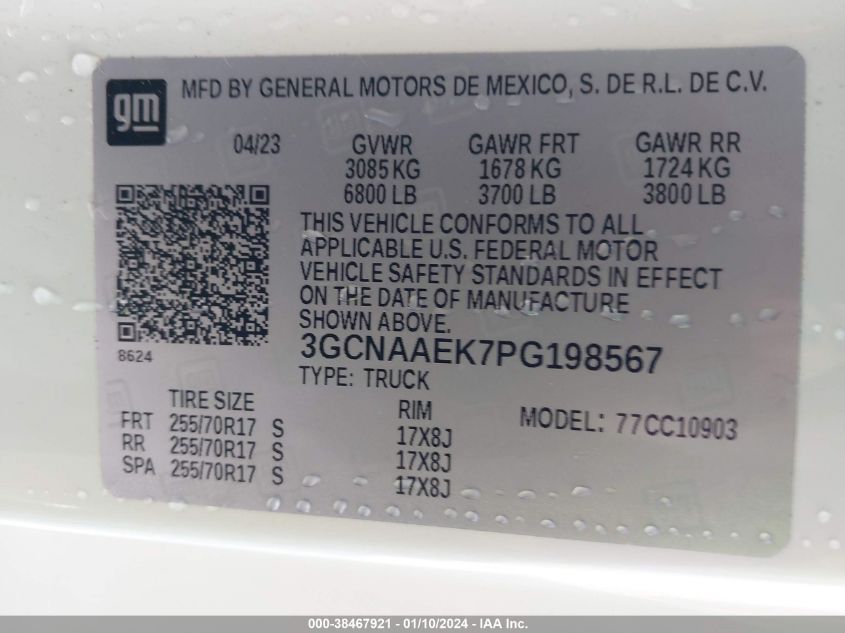 gm
MFD BY GENERAL MOTORS DE MEXICO, S. DE R.L. DE C.V.
04/23 GVWR GAWR FRT GAWR RR
3085 KG 1678 KG 1724 KG
6800 LB 3700 LB 3800 LB
THIS VEHICLE CONFORMS TO ALL
APPLICABLE U.S. FEDERAL MOTOR
VEHICLE SAFETY STANDARDS IN EFFECT
ON THE DATE OF MANUFACTURE
SHOWN ABOVE.
8624
3GCNAAEK7PG198567
TYPE: TRUCK
TIRE SIZE RIM MODEL: 77CC10903
FRT 255/70R17 S 17X8J
RR 255/70R17 S 17X8J
SPA 255/70R17 S 17X8J
000-38467921 - 01/10/2024 - IAA Inc.